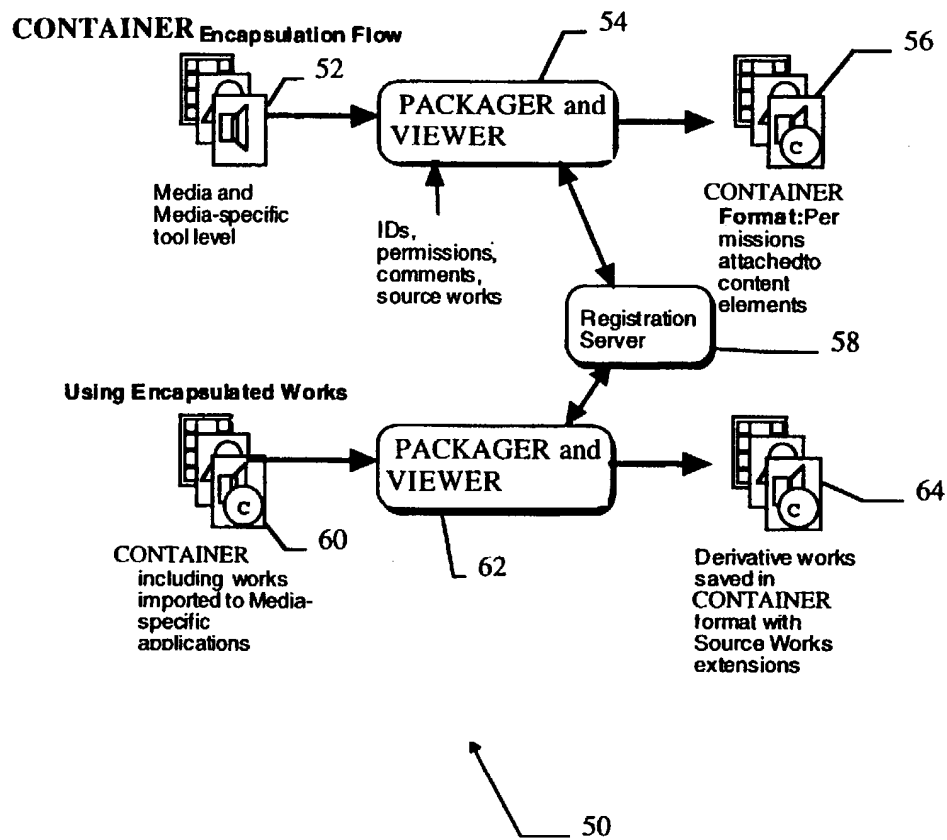 CONTAINER Encapsulation Flow
54
56
52
PACKAGER and
VIEWER
C
Media and
Media-specific
tool level
IDs,
permissions,
comments,
source works
CONTAINER
Format:Per
missions
attachedto
content
elements
Registration
Server
58
Using Encapsulated Works
PACKAGER and
VIEWER
C
60
62
C
64
CONTAINER
including works
imported to Media-
specific
applications
Derivative works
saved in
CONTAINER
format with
Source Works
extensions
50